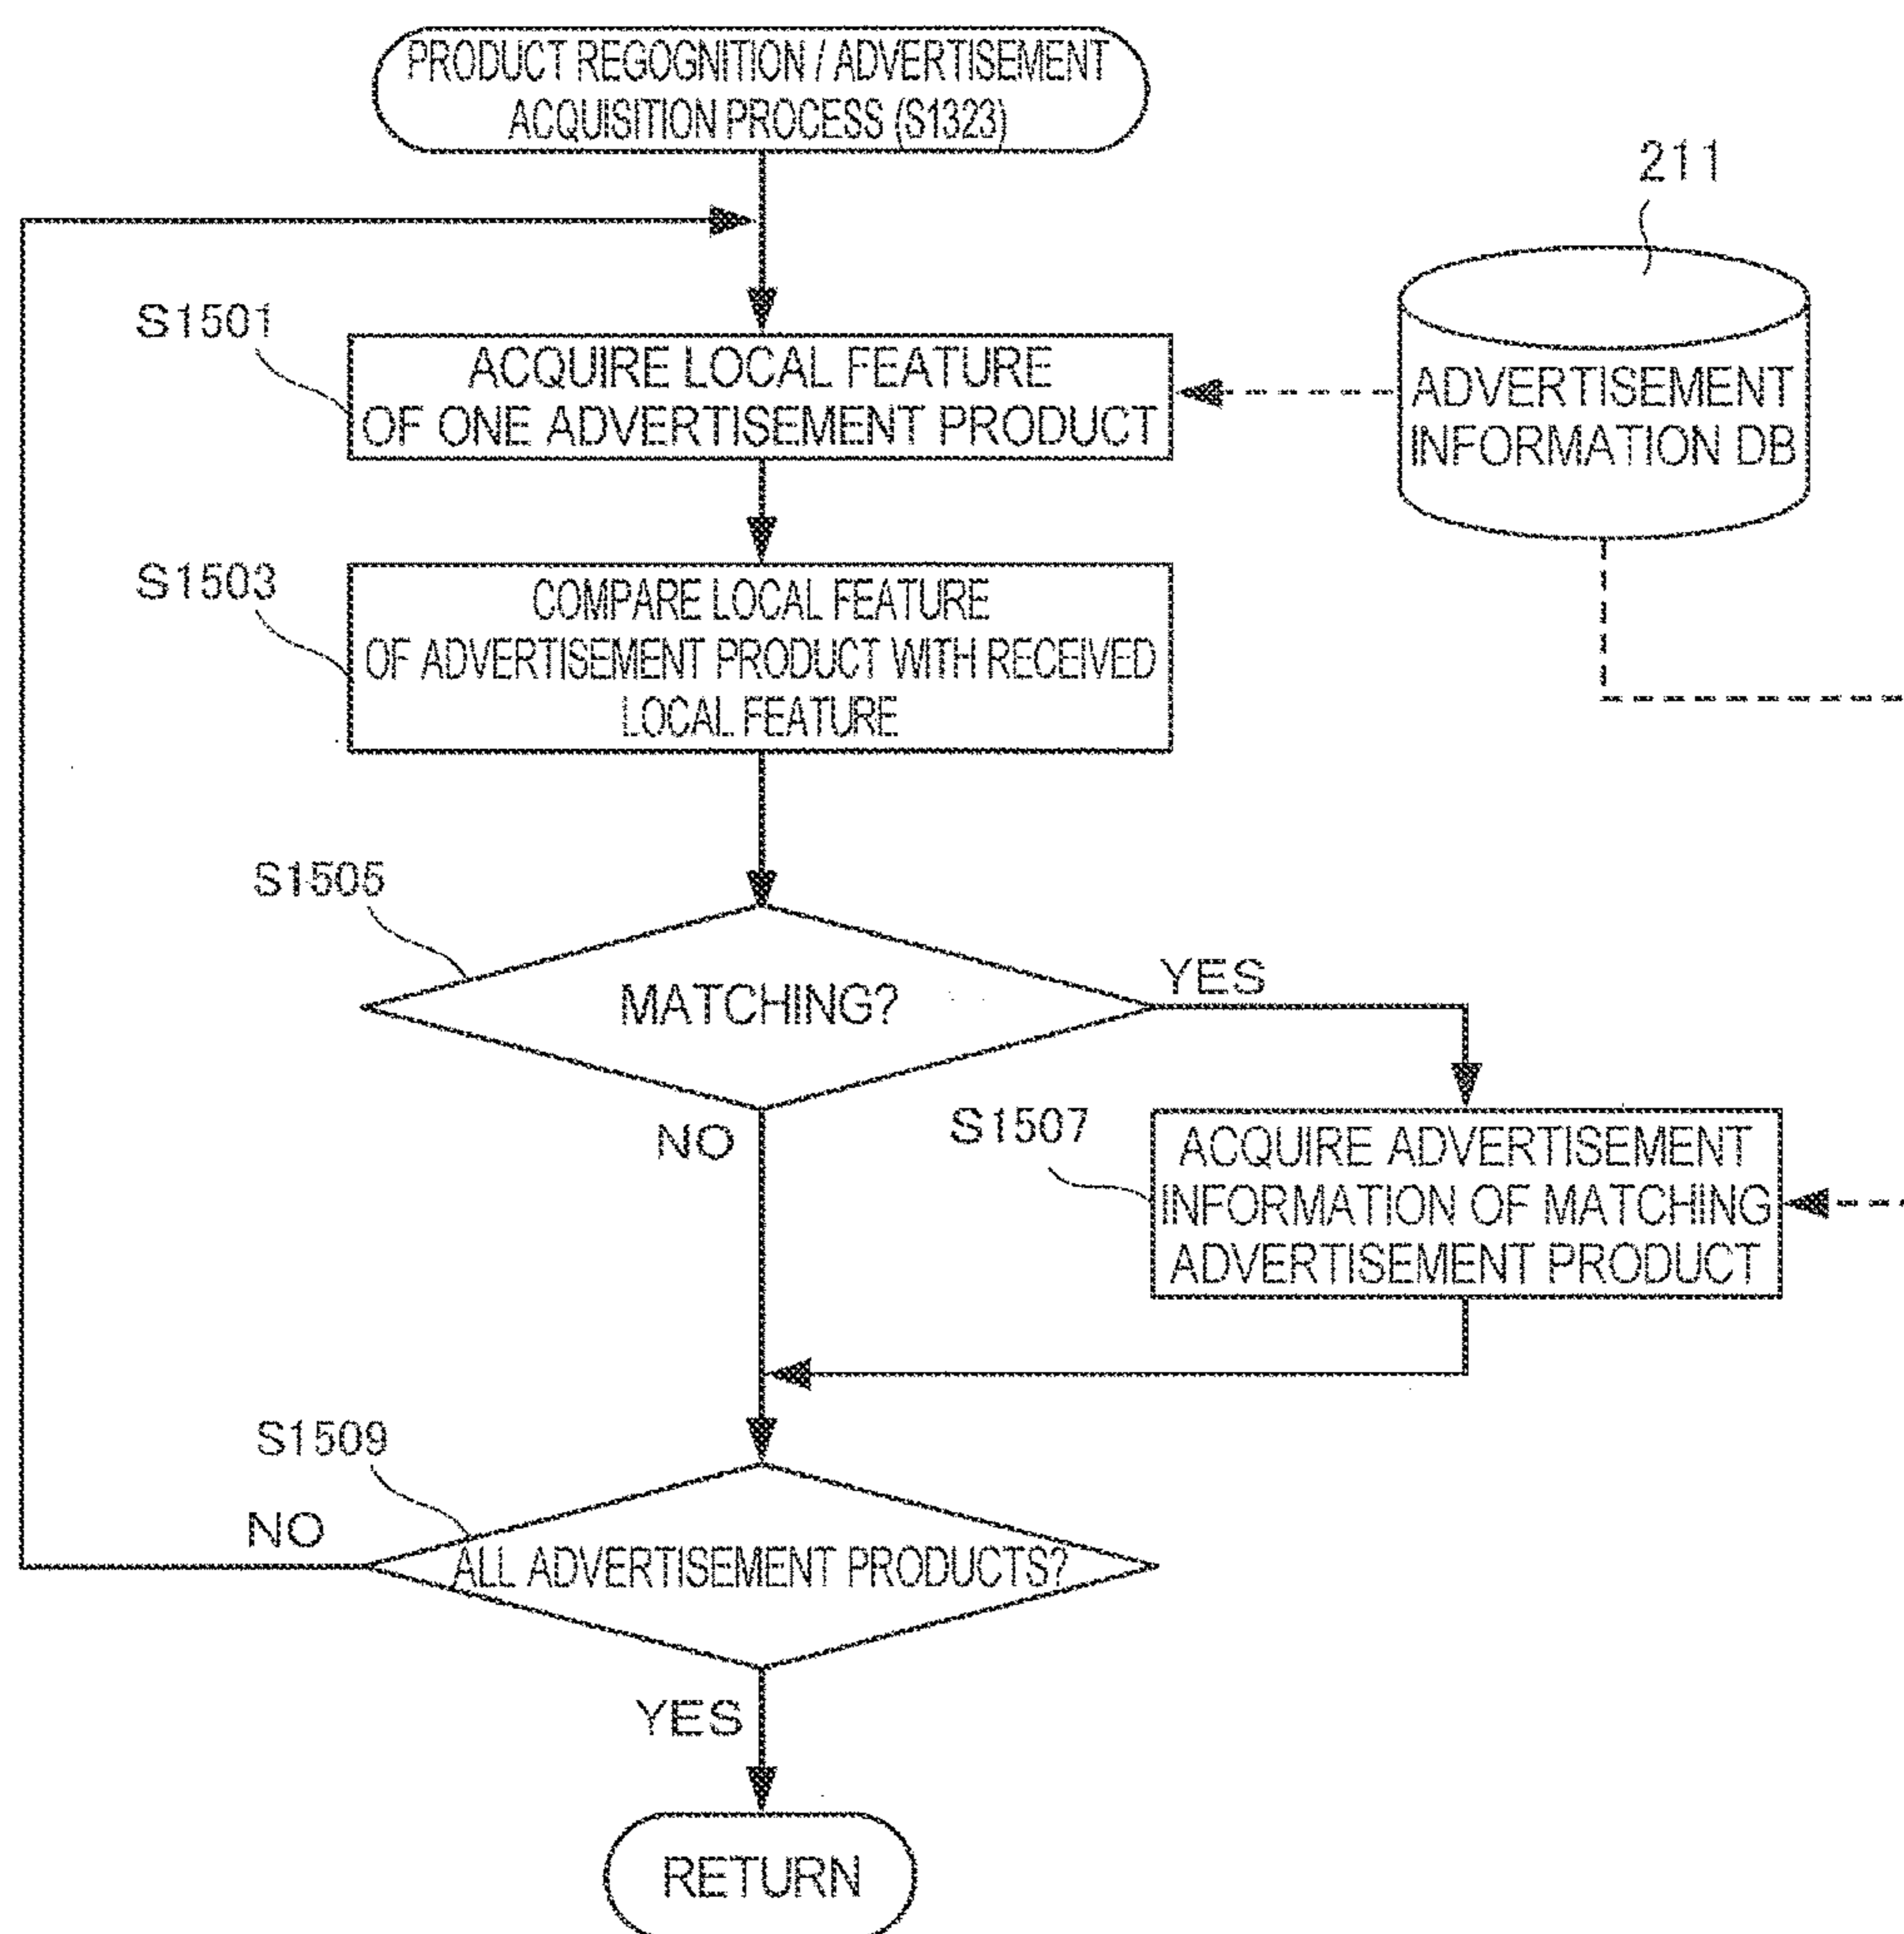 PRODUCT REGOGNITION / ADVERTISEMENT
ACQUISITION PROCESS (S1323)
211
S1501
ACQUIRE LOCAL FEATURE
OF ONE ADVERTISEMENT PRODUCT
ADVERTISEMENT
INFORMATION DB
S1503
COMPARE LOCAL FEATURE
OF ADVERTISEMENT PRODUCT WITH RECEIVED
LOCAL FEATURE
S1505
MATCHING?
YES
NO
S1507
ACQUIRE ADVERTISEMENT
INFORMATION OF MATCHING
ADVERTISEMENT PRODUCT
S1509
NO
ALL ADVERTISEMENT PRODUCTS?
YES
RETURN